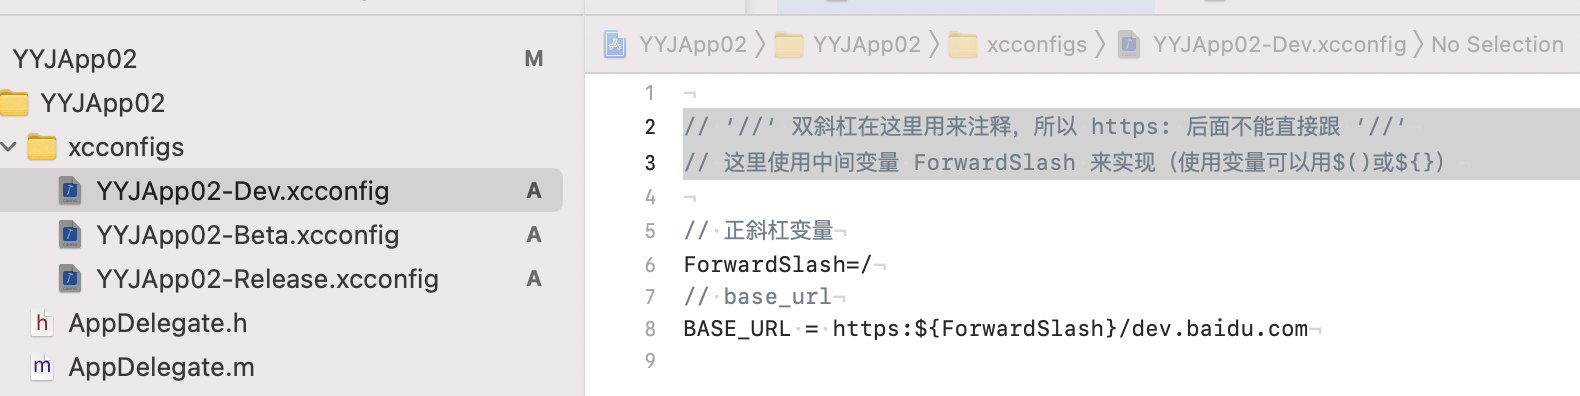 YYJApp02 M
YYJApp02
xcconfigs
YYJApp02-Dev.xcconfig A
YYJApp02-Beta.xcconfig A
YYJApp02-Release.xcconfig A
h AppDelegate.h
m AppDelegate.m
YYJApp02 〉 YYJApp02 〉 xcconfigs 〉 YYJApp02-Dev.xcconfig 〉 No Selection
1
2 // '//' 双斜杠在这里用来注释，所以 https: 后面不能直接跟 '//'
3 // 这里使用中间变量 ForwardSlash 来实现（使用变量可以用$()或${}）
4
5 // 正斜杠变量
6 ForwardSlash=/
7 // base_url
8 BASE_URL = https:${ForwardSlash}/dev.baidu.com
9